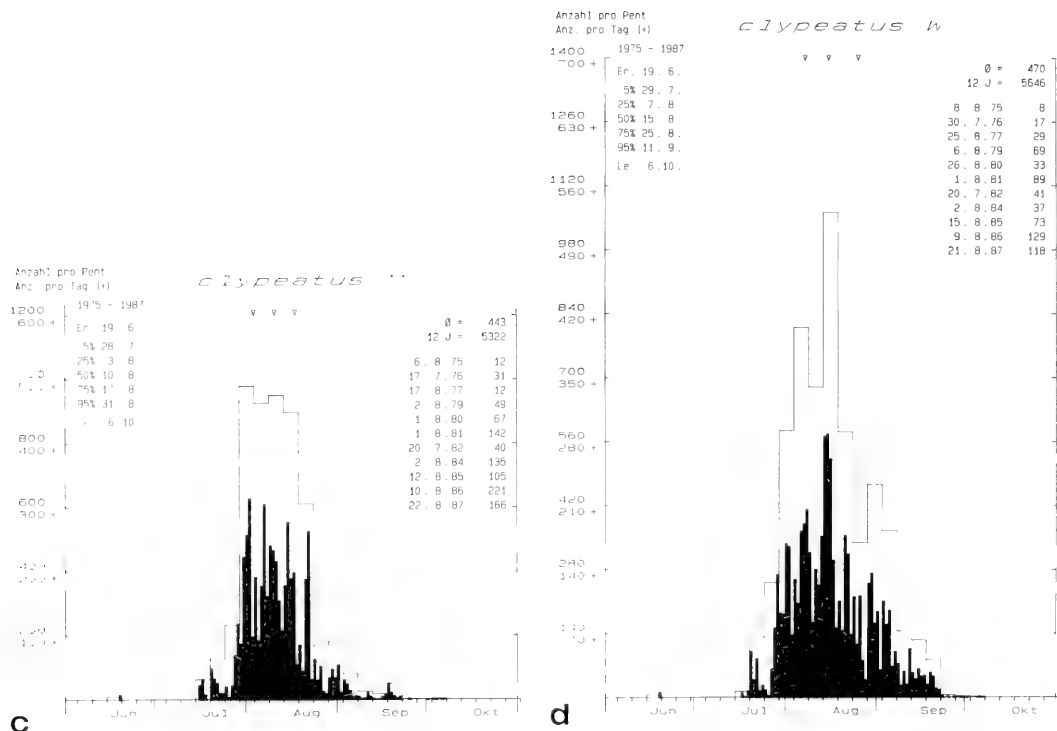 Anzahl pro Pent
Anz. pro Tag (+)
clypeatus
1975 - 1987
1200
600 +
Er 19 6
5% 28 7
25% 3 8
50% 10 8
75% 17 8
95% 31 8
6 10
Ø = 443
12 J = 5322
6. 8 75 12
17 7.76 31
17 8.77 12
2 8.79 49
1 8.80 67
1 8.81 142
20 7.82 40
2 8.84 135
12. 8.85 105
10. 8 86 221
22. 8 87 166
800
400 +
600
300 +
Jun Jul Aug Sep Okt
c
Anzahl pro Pent
Anz. pro Tag (+)
clypeatus W
1975 - 1987
1400
700 +
Er. 19. 6.
5% 29. 7.
25% 7. 8
50% 15 8
75% 25. 8.
95% 11. 9.
Le 6.10.
Ø = 470
12 J = 5646
8 8 75 8
30. 7.76 17
25. 8.77 29
6 8.79 69
26. 8.80 33
1. 8.81 89
20. 7.82 41
2. 8.84 37
15. 8.85 73
9. 8.86 129
21. 8.87 118
1260
630 +
1120
560 +
980
490 +
840
420 +
700
350 +
560
280 +
420
210 +
280
140 +
Jun Jul Aug Sep Okt
d